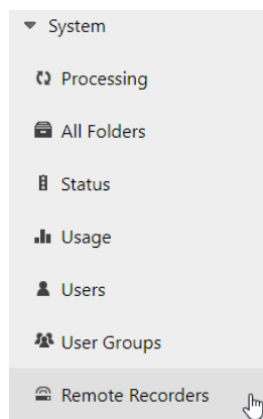 System
Processing
All Folders
Status
Usage
Users
User Groups
Remote Recorders